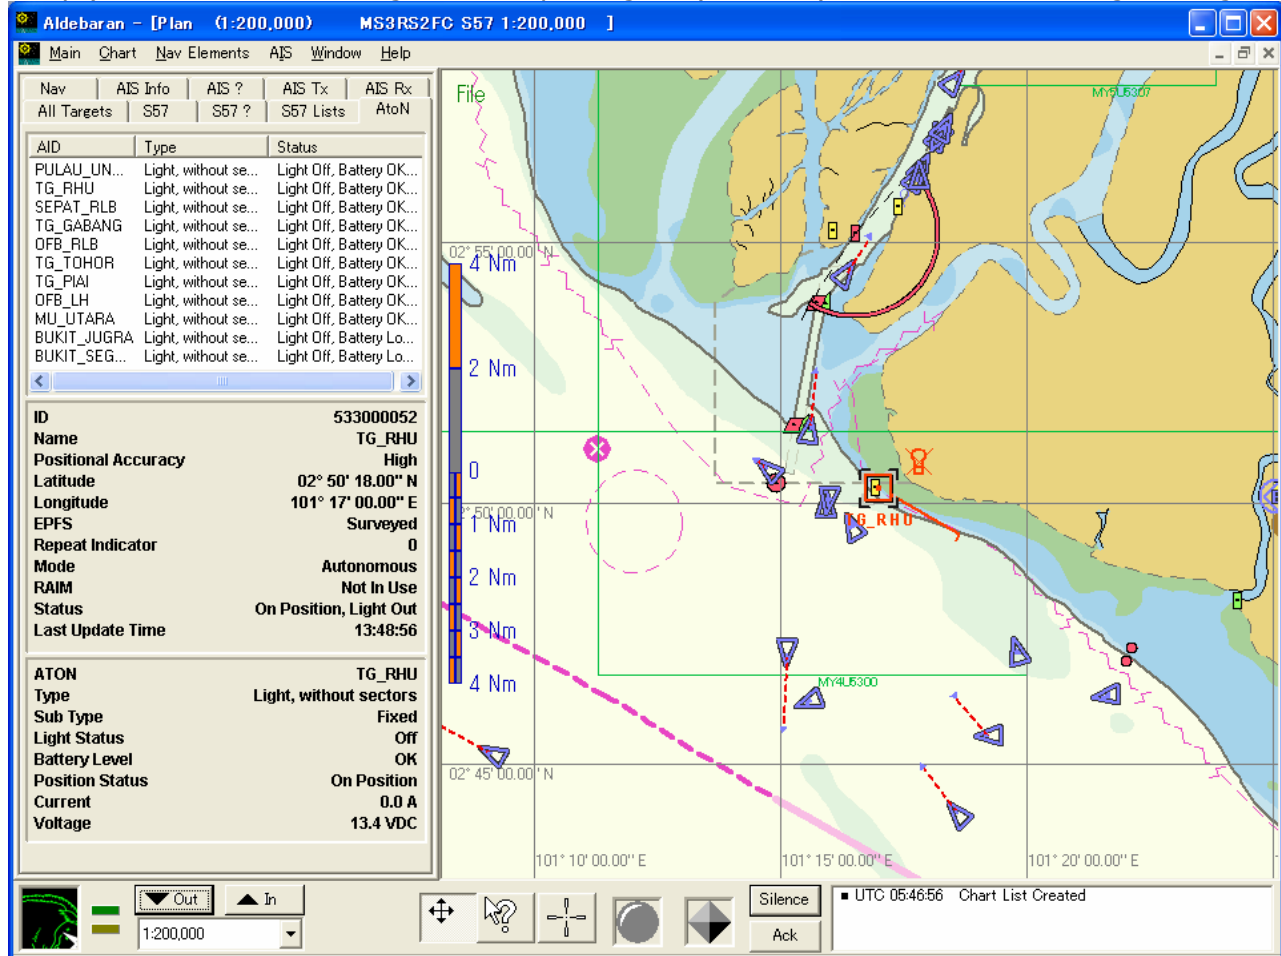 Aldebaran - [Plan (1:200,000) MS3RS2FC S57 1:200,000 ]
Main Chart Nav Elements AIS Window Help
Nav AIS Info AIS ? AIS Tx AIS Rx
All Targets S57 S57 ? S57 Lists AtoN
AID Type Status
PULAU_UN... Light, without se... Light Off, Battery OK...
TG_RHU Light, without se... Light Off, Battery OK...
SEPAT_RLB Light, without se... Light Off, Battery OK...
TG_GABANG Light, without se... Light Off, Battery OK...
OFB_RLB Light, without se... Light Off, Battery OK...
TG_TOHOR Light, without se... Light Off, Battery OK...
TG_PIAI Light, without se... Light Off, Battery OK...
OFB_LH Light, without se... Light Off, Battery OK...
MU_UTARA Light, without se... Light Off, Battery OK...
BUKIT_JUGRA Light, without se... Light Off, Battery Lo...
BUKIT_SEG... Light, without se... Light Off, Battery Lo...
ID 533000052
Name TG_RHU
Positional Accuracy High
Latitude 02° 50' 18.00" N
Longitude 101° 17' 00.00" E
EPFS Surveyed
Repeat Indicator 0
Mode Autonomous
RAIM Not In Use
Status On Position, Light Out
Last Update Time 13:48:56
ATON TG_RHU
Type Light, without sectors
Sub Type Fixed
Light Status Off
Battery Level OK
Position Status On Position
Current 0.0 A
Voltage 13.4 VDC
File
MY5U5307
02° 55' 00.00" N
4 Nm
2 Nm
0
50' 00.00" N
1 Nm
TG_RHU
2 Nm
3 Nm
4 Nm
MY4U5300
02° 45' 00.00" N
101° 10' 00.00" E 101° 15' 00.00" E 101° 20' 00.00" E
Out In
1:200,000
Silence
Ack
UTC 05:46:56 Chart List Created